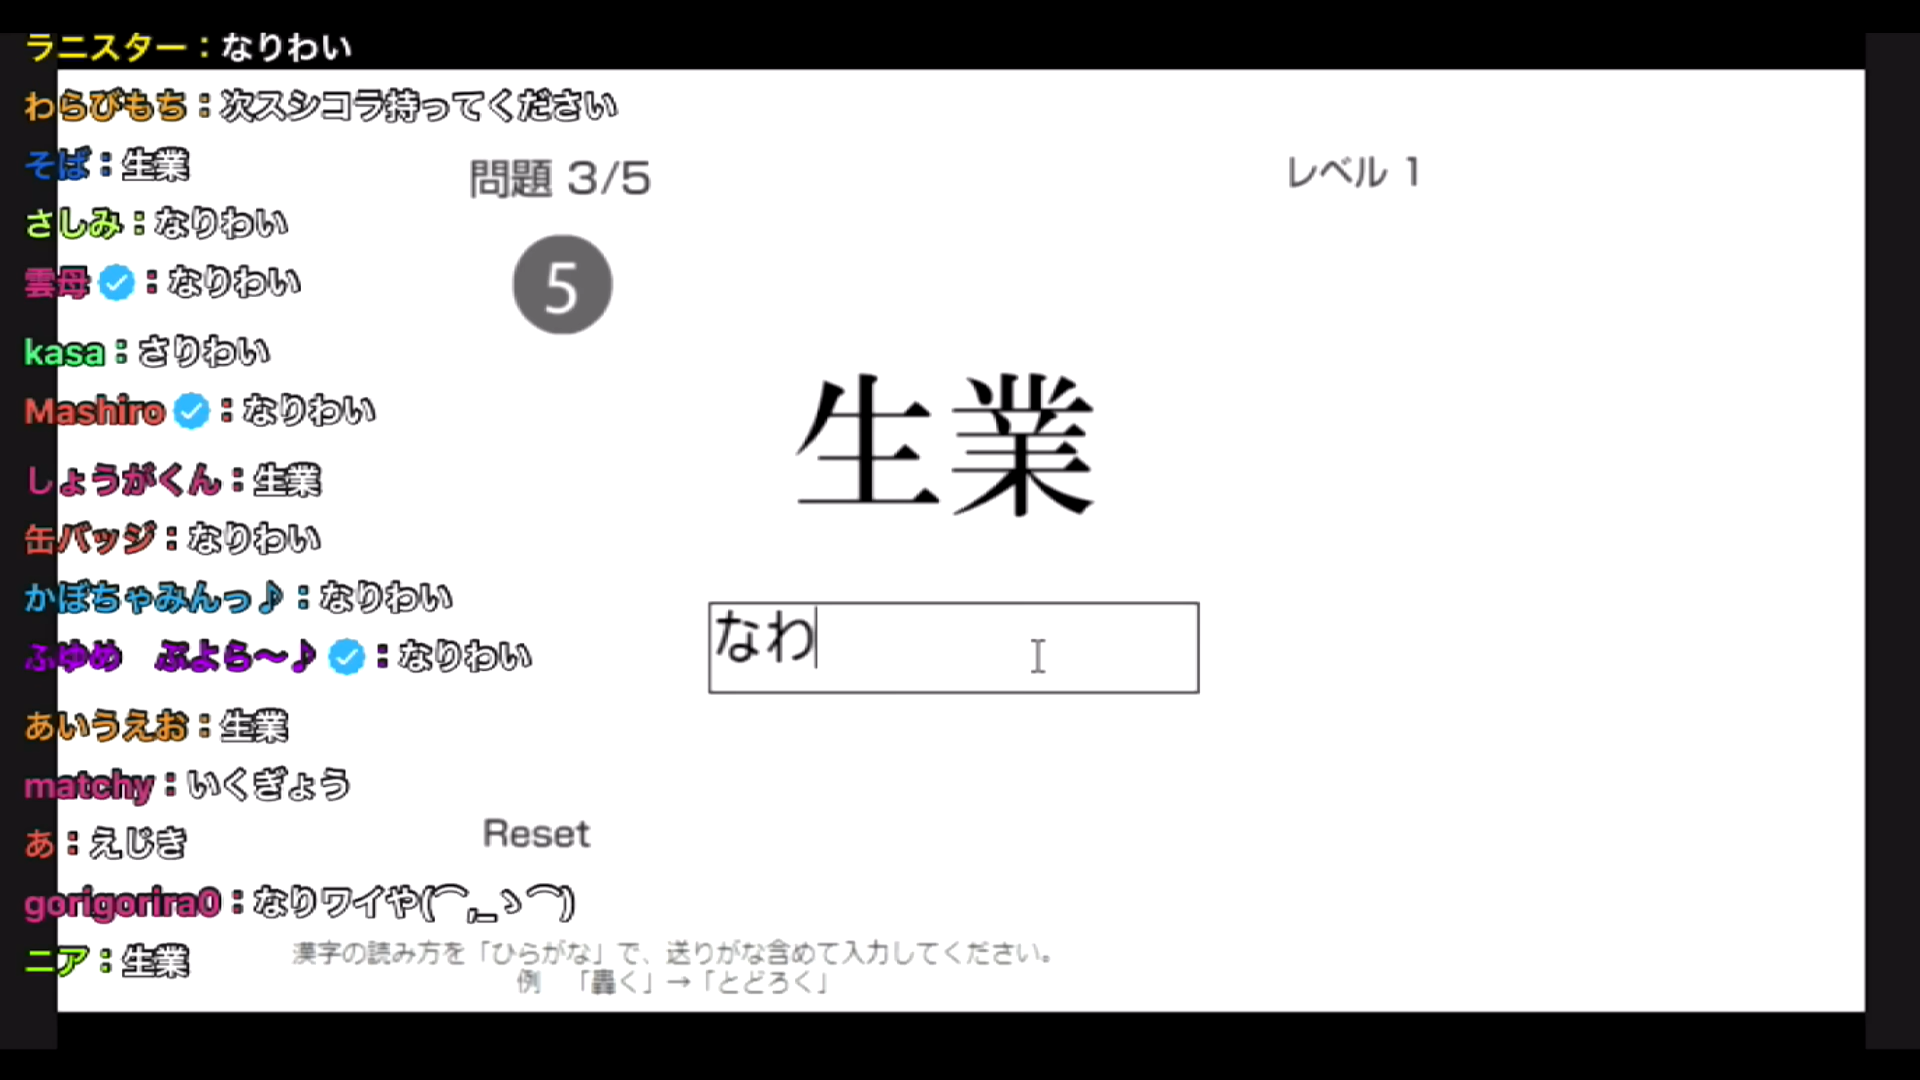 ラニスター：なりわい
わらびもち：次スシコラ持ってください
そば：生業
さしみ：なりわい
雲母：なりわい
kasa：さりわい
Mashiro：なりわい
しょうがくん：生業
缶バッジ：なりわい
かぼちゃみんっ♪：なりわい
ふゆめ　ぷよら～♪：なりわい
あいうえお：生業
matchy：いくぎょう
あ：えじき
gorigorira0：なりワイや(⌒,_ゝ⌒)
ニア：生業
問題 3/5
レベル 1
5
生業
なわ
Reset
漢字の読み方を「ひらがな」で、送りがな含めて入力してください。
例　「轟く」→「とどろく」